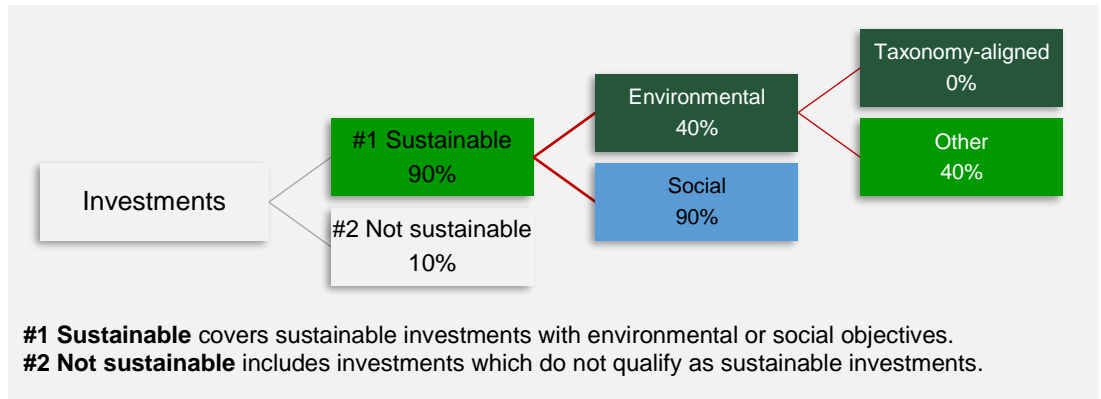 Investments
#1 Sustainable
90%
#2 Not sustainable
10%
Environmental
40%
Social
90%
Taxonomy-aligned
0%
Other
40%
#1 Sustainable covers sustainable investments with environmental or social objectives.
#2 Not sustainable includes investments which do not qualify as sustainable investments.